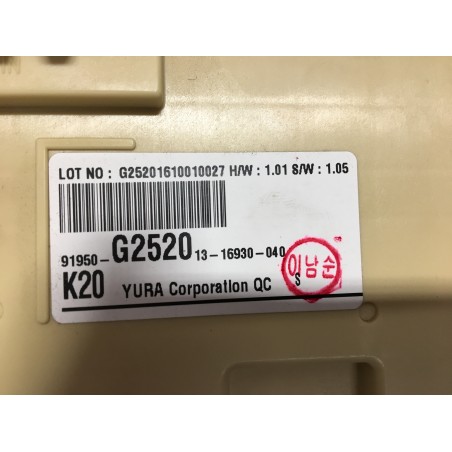 LOT NO : G25201610010027 H/W : 1.01 S/W : 1.05
91950-G2520 13-16930-040
K20 YURA Corporation QC S
이남순